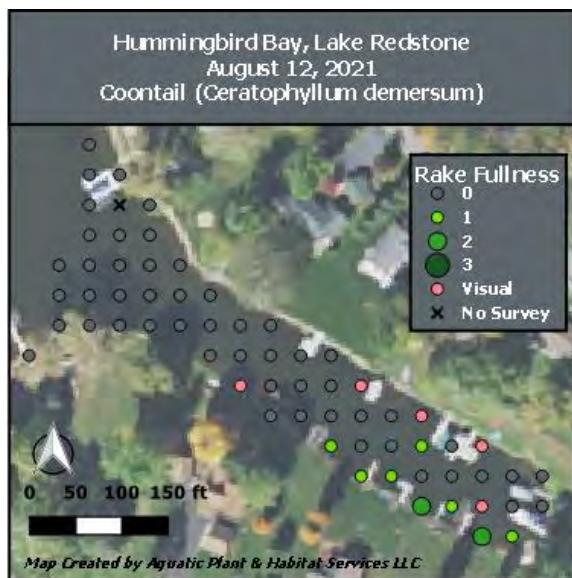 Hummingbird Bay, Lake Redstone
August 12, 2021
Coontail (Ceratophyllum demersum)
Rake Fullness
0
1
2
3
Visual
No Survey
0 50 100 150 ft
Map Created by Aquatic Plant & Habitat Services LLC